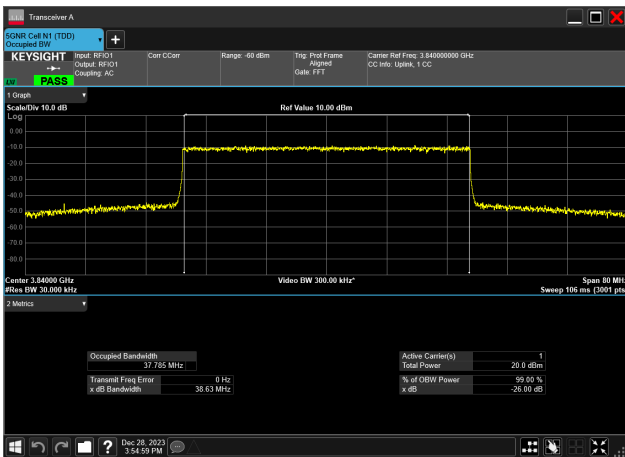 Transceiver A
5GNR Cell N1 (TDD)
Occupied BW
KEYSIGHT
PASS
Input: RFIO1
Output: RFIO1
Coupling: AC
Corr CCorr
Range: -60 dBm
Trig: Prot Frame
Aligned
Gate: FFT
Carrier Ref Freq: 3.840000000 GHz
CC Info: Uplink, 1 CC
1 Graph
Scale/Div 10.0 dB
Ref Value 10.00 dBm
Log
0.00
-10.0
-20.0
-30.0
-40.0
-50.0
-60.0
-70.0
-80.0
Center 3.84000 GHz
Video BW 300.00 kHz*
Span 80 MHz
#Res BW 30.000 kHz
Sweep 106 ms (3001 pts
2 Metrics
Occupied Bandwidth
37.785 MHz
Transmit Freq Error 0 Hz
x dB Bandwidth 38.63 MHz
Active Carrier(s) 1
Total Power 20.0 dBm
% of OBW Power 99.00 %
x dB -26.00 dB
Dec 28, 2023
3:54:59 PM